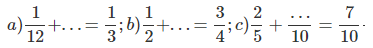 a) 1/12 + … = 1/3; b) 1/2 + … = 3/4; c) 2/5 + …/10 = 7/10 .